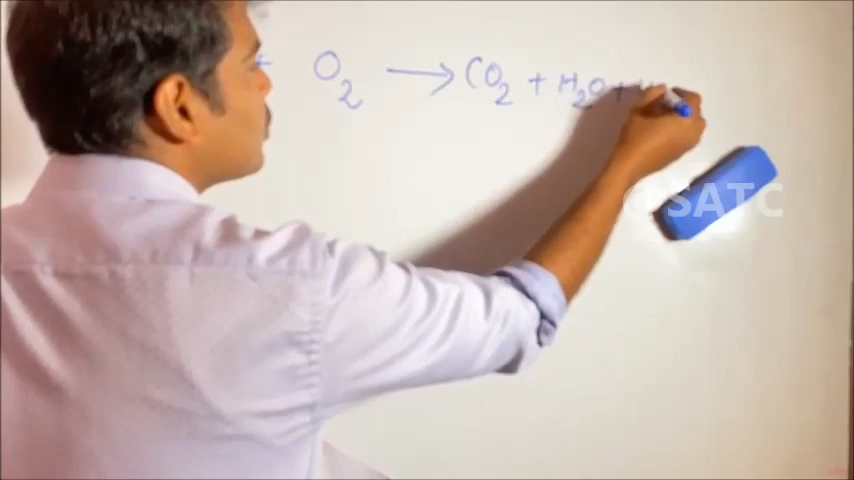 + O₂ → CO₂ + H₂O +
© SATC